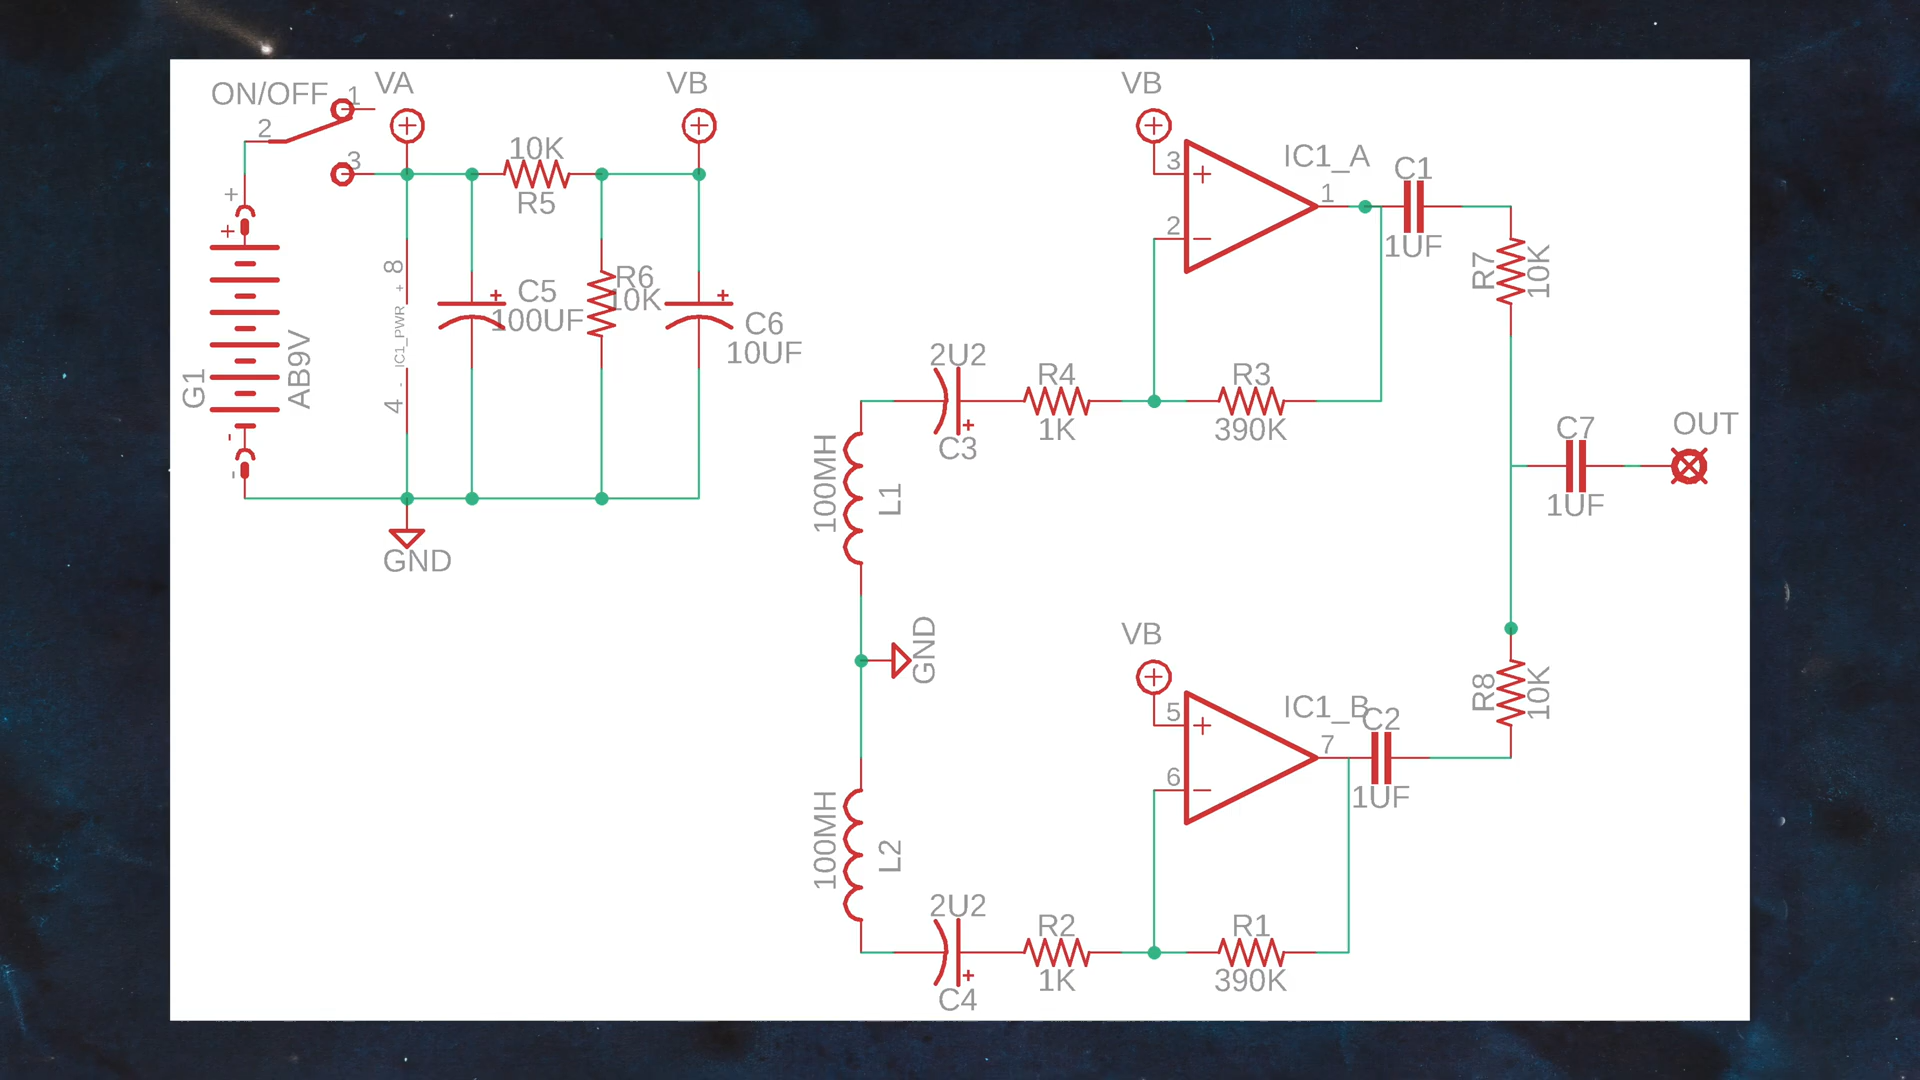 ON/OFF
1
2
3
VA
VB
10K
R5
+
+
G1
AB9V
-
-
8
+
IC1_PWR
-
4
+
C5
100UF
R6
10K
+
C6
10UF
GND
VB
3
+
2
−
IC1_A
1
C1
1UF
R7
10K
2U2
+
C3
R4
1K
R3
390K
100MH
L1
GND
C7
1UF
OUT
VB
5
+
6
−
IC1_B
7
C2
1UF
R8
10K
100MH
L2
2U2
+
C4
R2
1K
R1
390K